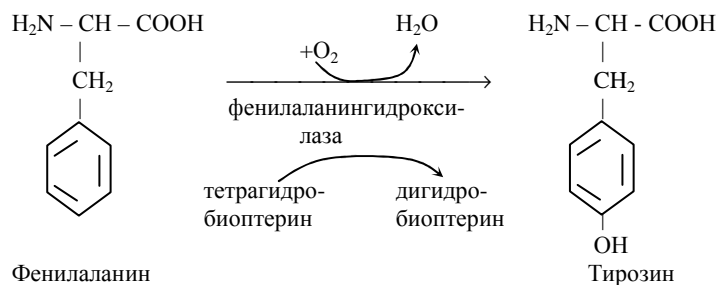 H₂N – CH – COOH
CH₂
Фенилаланин
+O₂
H₂O
фенилаланингидрокси-
лаза
тетрагидро-
биоптерин
дигидро-
биоптерин
H₂N – CH - COOH
CH₂
OH
Тирозин